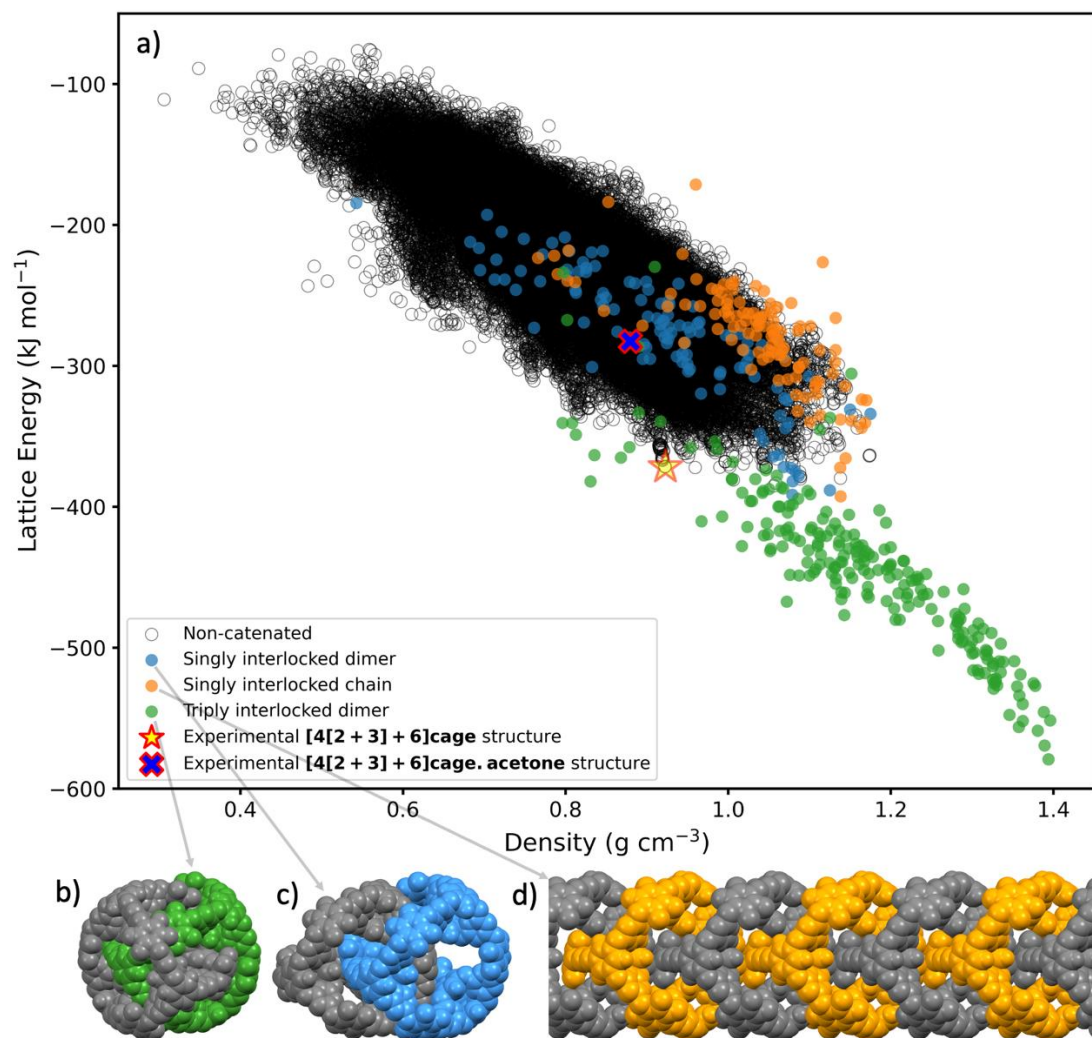 a)
−100
−200
−300
−400
−500
−600
Lattice Energy (kJ mol⁻¹)
Non-catenated
Singly interlocked dimer
Singly interlocked chain
Triply interlocked dimer
Experimental [4[2 + 3] + 6]cage structure
Experimental [4[2 + 3] + 6]cage. acetone structure
0.4 0.6 0.8 1.0 1.2 1.4
Density (g cm⁻³)
b) c) d)